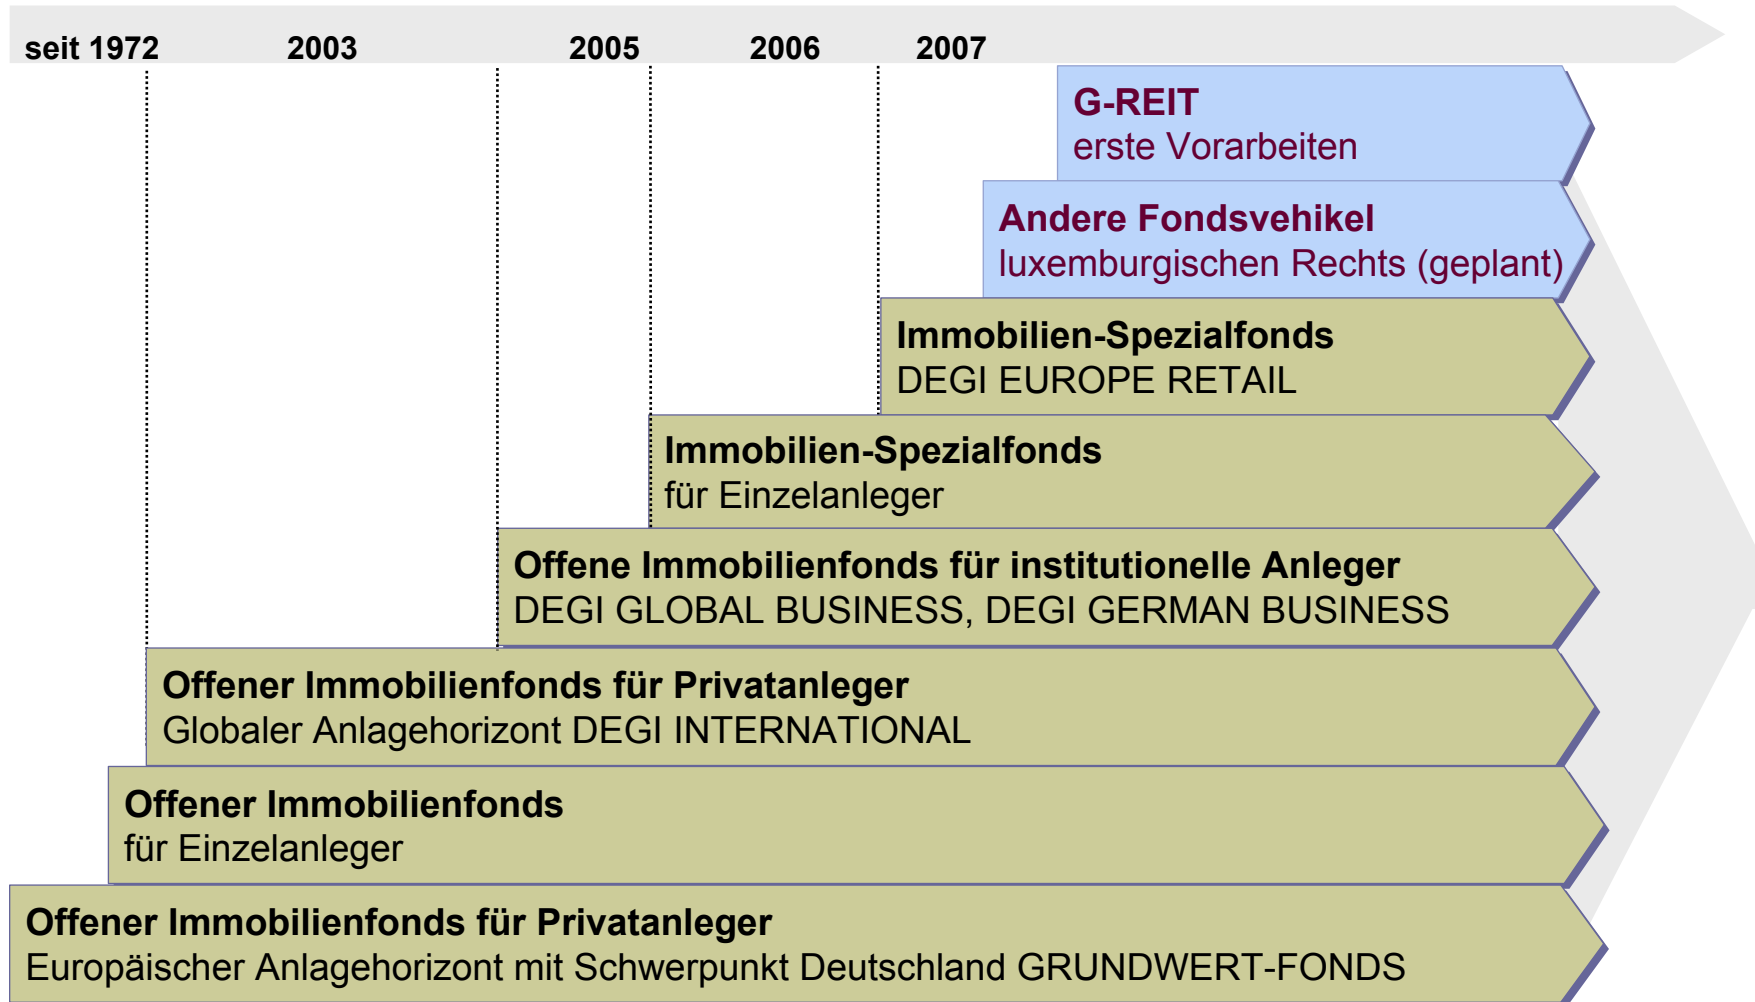 seit 1972 2003 2005 2006 2007
G-REIT
erste Vorarbeiten
Andere Fondsvehikel
luxemburgischen Rechts (geplant)
Immobilien-Spezialfonds
DEGI EUROPE RETAIL
Immobilien-Spezialfonds
für Einzelanleger
Offene Immobilienfonds für institutionelle Anleger
DEGI GLOBAL BUSINESS, DEGI GERMAN BUSINESS
Offener Immobilienfonds für Privatanleger
Globaler Anlagehorizont DEGI INTERNATIONAL
Offener Immobilienfonds
für Einzelanleger
Offener Immobilienfonds für Privatanleger
Europäischer Anlagehorizont mit Schwerpunkt Deutschland GRUNDWERT-FONDS